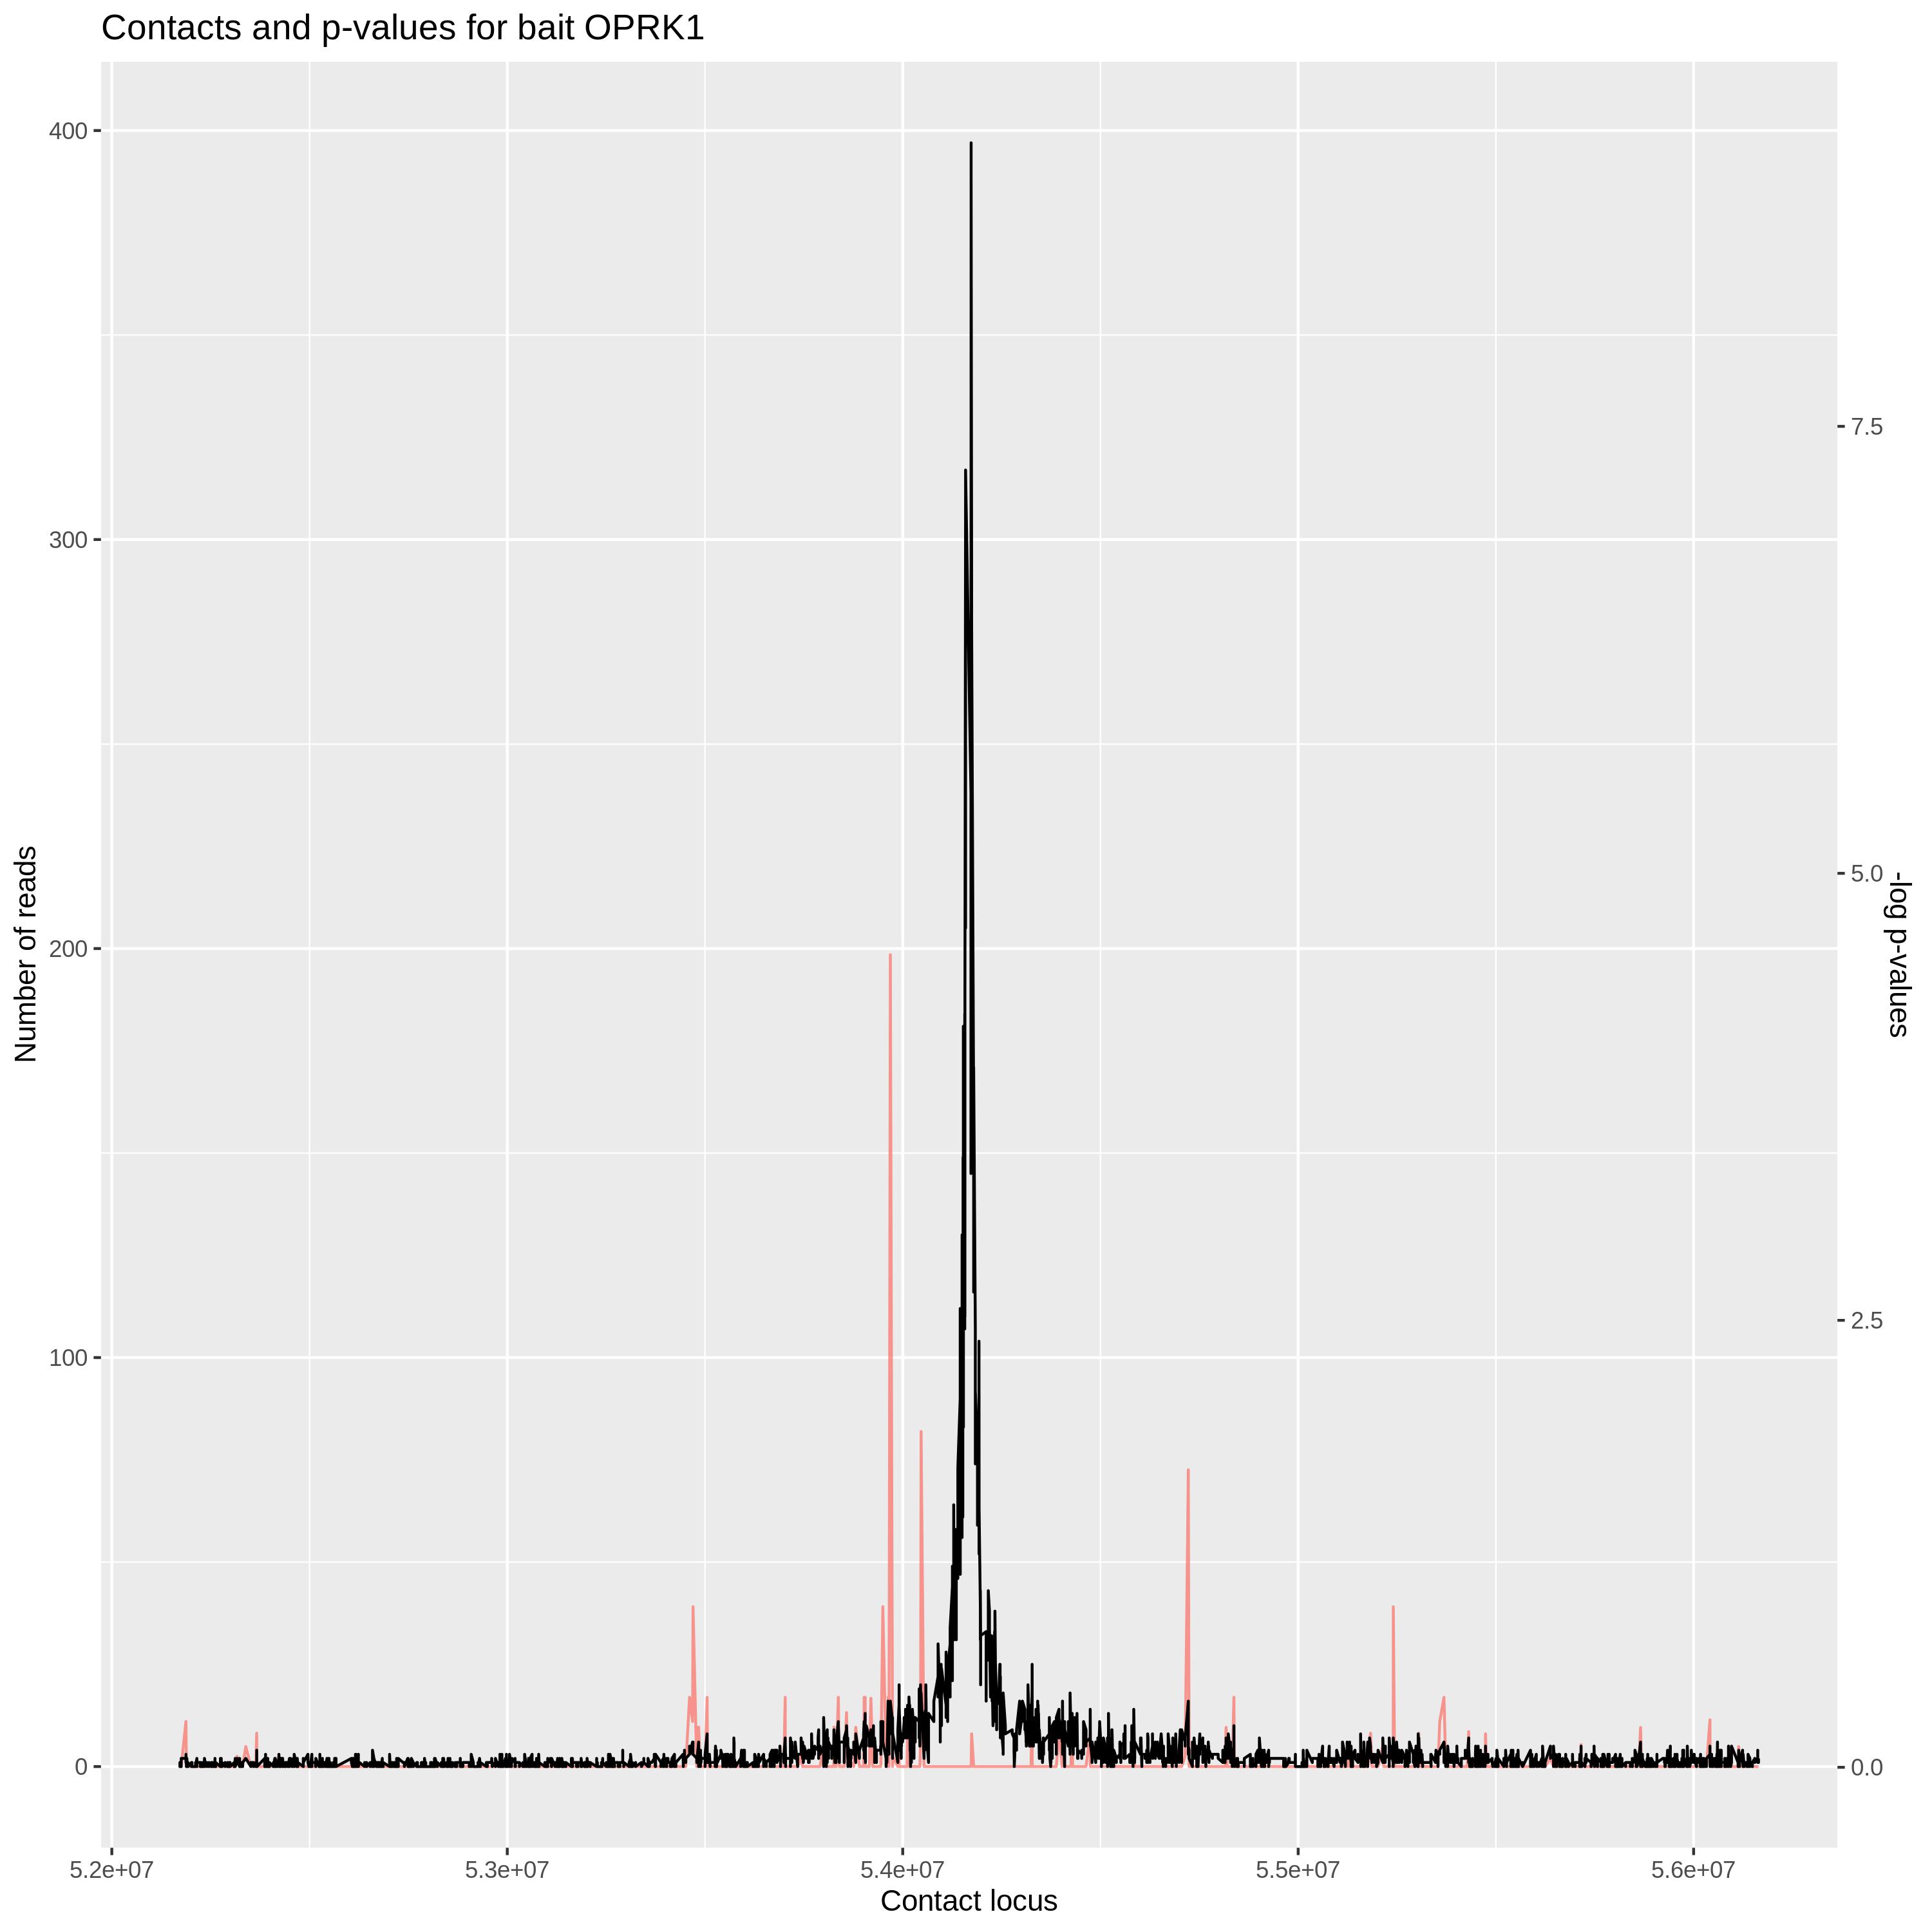 Contacts and p-values for bait OPRK1
400
300
200
100
0
Number of reads
7.5
5.0
2.5
0.0
-log p-values
5.2e+07 5.3e+07 5.4e+07 5.5e+07 5.6e+07
Contact locus